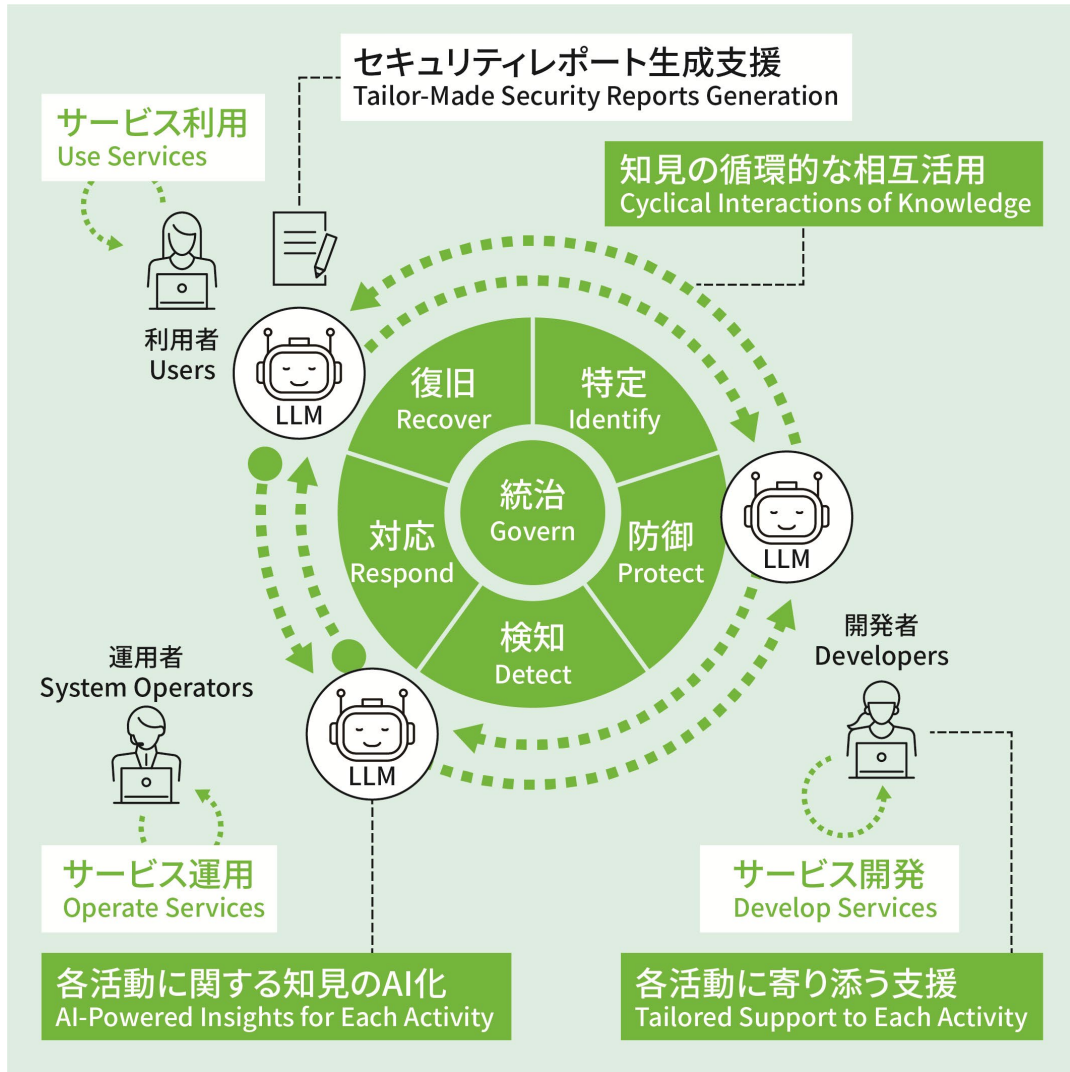 セキュリティレポート生成支援
Tailor-Made Security Reports Generation
サービス利用
Use Services
知見の循環的な相互活用
Cyclical Interactions of Knowledge
利用者
Users
LLM
復旧
Recover
特定
Identify
統治
Govern
対応
Respond
防御
Protect
検知
Detect
LLM
開発者
Developers
運用者
System Operators
LLM
サービス運用
Operate Services
サービス開発
Develop Services
各活動に関する知見のAI化
AI-Powered Insights for Each Activity
各活動に寄り添う支援
Tailored Support to Each Activity